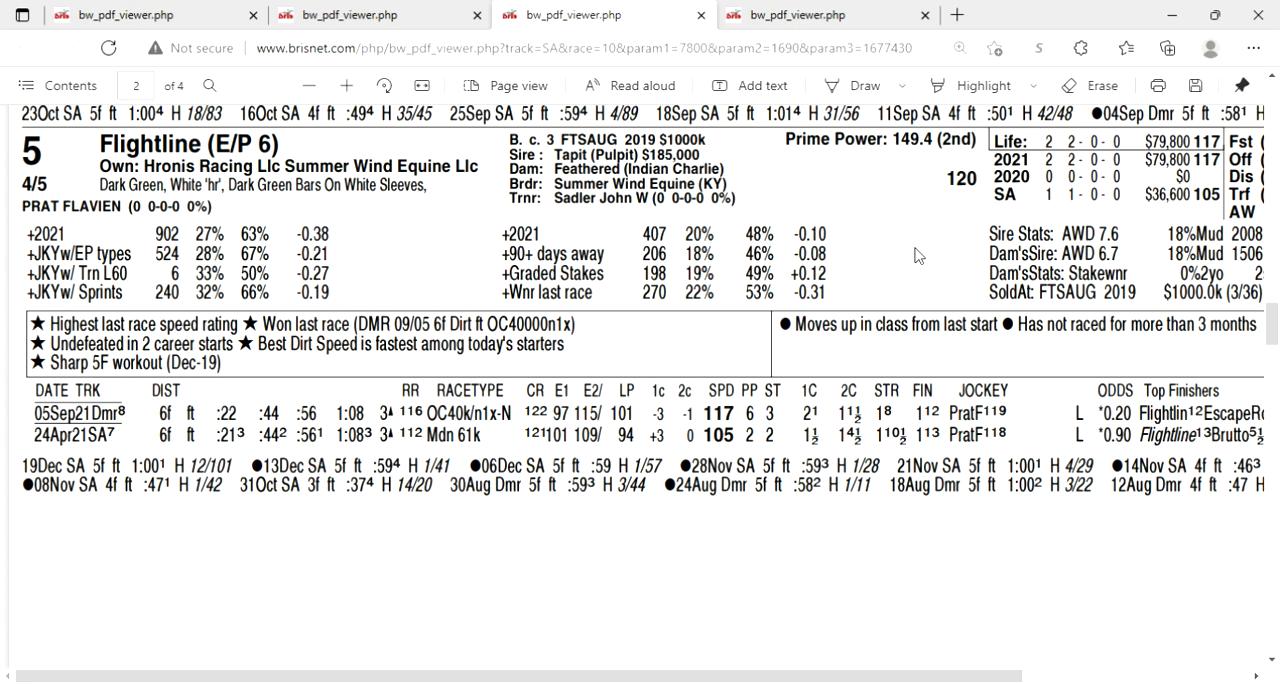 bw_pdf_viewer.php bw_pdf_viewer.php bw_pdf_viewer.php bw_pdf_viewer.php
Not secure www.brisnet.com/php/bw_pdf_viewer.php?track=SA&race=10&param1=7800&param2=1690&param3=1677430
Contents 2 of 4 Page view Read aloud Add text Draw Highlight Erase
23Oct SA 5f ft 1:00⁴ H 18/83 16Oct SA 4f ft :49⁴ H 35/45 25Sep SA 5f ft :59⁴ H 4/89 18Sep SA 5f ft 1:01⁴ H 31/56 11Sep SA 4f ft :50¹ H 42/48 ●04Sep Dmr 5f ft :58¹ H
5 Flightline (E/P 6) B. c. 3 FTSAUG 2019 $1000k Prime Power: 149.4 (2nd) Life: 2 2 - 0 - 0 $79,800 117 Fst (
Own: Hronis Racing Llc Summer Wind Equine Llc Sire : Tapit (Pulpit) $185,000 2021 2 2 - 0 - 0 $79,800 117 Off (
4/5 Dark Green, White 'hr', Dark Green Bars On White Sleeves, Dam: Feathered (Indian Charlie) 120 2020 0 0 - 0 - 0 $0 Dis (
Brdr: Summer Wind Equine (KY) SA 1 1 - 0 - 0 $36,600 105 Trf (
PRAT FLAVIEN (0 0-0-0 0%) Trnr: Sadler John W (0 0-0-0 0%) AW
+2021 902 27% 63% -0.38 +2021 407 20% 48% -0.10 Sire Stats: AWD 7.6 18%Mud 2008
+JKYw/EP types 524 28% 67% -0.21 +90+ days away 206 18% 46% -0.08 Dam'sSire: AWD 6.7 18%Mud 1506
+JKYw/ Trn L60 6 33% 50% -0.27 +Graded Stakes 198 19% 49% +0.12 Dam'sStats: Stakewnr 0%2yo 2
+JKYw/ Sprints 240 32% 66% -0.19 +Wnr last race 270 22% 53% -0.31 SoldAt: FTSAUG 2019 $1000.0k (3/36)
★ Highest last race speed rating ★ Won last race (DMR 09/05 6f Dirt ft OC40000n1x) ● Moves up in class from last start ● Has not raced for more than 3 months
★ Undefeated in 2 career starts ★ Best Dirt Speed is fastest among today's starters
★ Sharp 5F workout (Dec-19)
DATE TRK DIST RR RACETYPE CR E1 E2/ LP 1c 2c SPD PP ST 1C 2C STR FIN JOCKEY ODDS Top Finishers
05Sep21Dmr⁸ 6f ft :22 :44 :56 1:08 3▲ 116 OC40k/n1x-N 122 97 115/ 101 -3 -1 117 6 3 2¹ 1¹½ 1⁸ 1¹² PratF¹¹⁹ L *0.20 Flightlin¹²EscapeRo
24Apr21SA⁷ 6f ft :21³ :44² :56¹ 1:08³ 3▲ 112 Mdn 61k 121 101 109/ 94 +3 0 105 2 2 1½ 1⁴½ 1¹⁰½ 1¹³ PratF¹¹⁸ L *0.90 Flightline¹³Brutto⁵½
19Dec SA 5f ft 1:00¹ H 12/101 ●13Dec SA 5f ft :59⁴ H 1/41 ●06Dec SA 5f ft :59 H 1/57 ●28Nov SA 5f ft :59³ H 1/28 21Nov SA 5f ft 1:00¹ H 4/29 ●14Nov SA 4f ft :46³
●08Nov SA 4f ft :47¹ H 1/42 31Oct SA 3f ft :37⁴ H 14/20 30Aug Dmr 5f ft :59³ H 3/44 ●24Aug Dmr 5f ft :58² H 1/11 18Aug Dmr 5f ft 1:00² H 3/22 12Aug Dmr 4f ft :47 H